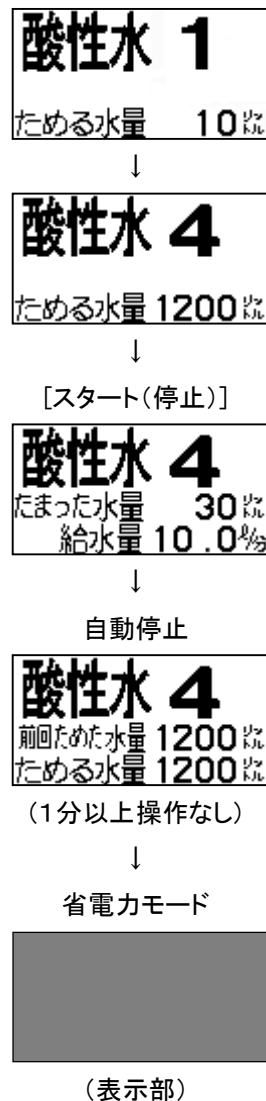 酸性水 1
ためる水量 10㍑
↓
酸性水 4
ためる水量 1200㍑
↓
［スタート（停止）］
酸性水 4
たまった水量 30㍑
給水量 10.0ℓ/分
↓
自動停止
酸性水 4
前回ためた水量 1200㍑
ためる水量 1200㍑
（1分以上操作なし）
↓
省電力モード
（表示部）